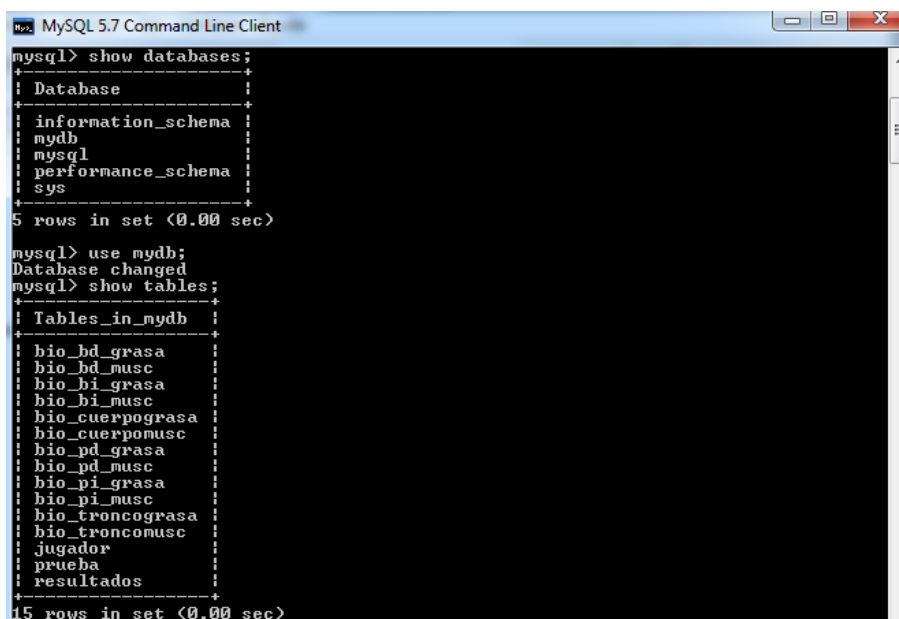 MySQL 5.7 Command Line Client
mysql> show databases;
+--------------------+
| Database           |
+--------------------+
| information_schema |
| mydb               |
| mysql              |
| performance_schema |
| sys                |
+--------------------+
5 rows in set (0.00 sec)
mysql> use mydb;
Database changed
mysql> show tables;
+-----------------+
| Tables_in_mydb  |
+-----------------+
| bio_bd_grasa    |
| bio_bd_musc     |
| bio_bi_grasa    |
| bio_bi_musc     |
| bio_cuerpograsa |
| bio_cuerpomusc  |
| bio_pd_grasa    |
| bio_pd_musc     |
| bio_pi_grasa    |
| bio_pi_musc     |
| bio_troncograsa |
| bio_troncomusc  |
| jugador         |
| prueba          |
| resultados      |
+-----------------+
15 rows in set (0.00 sec)